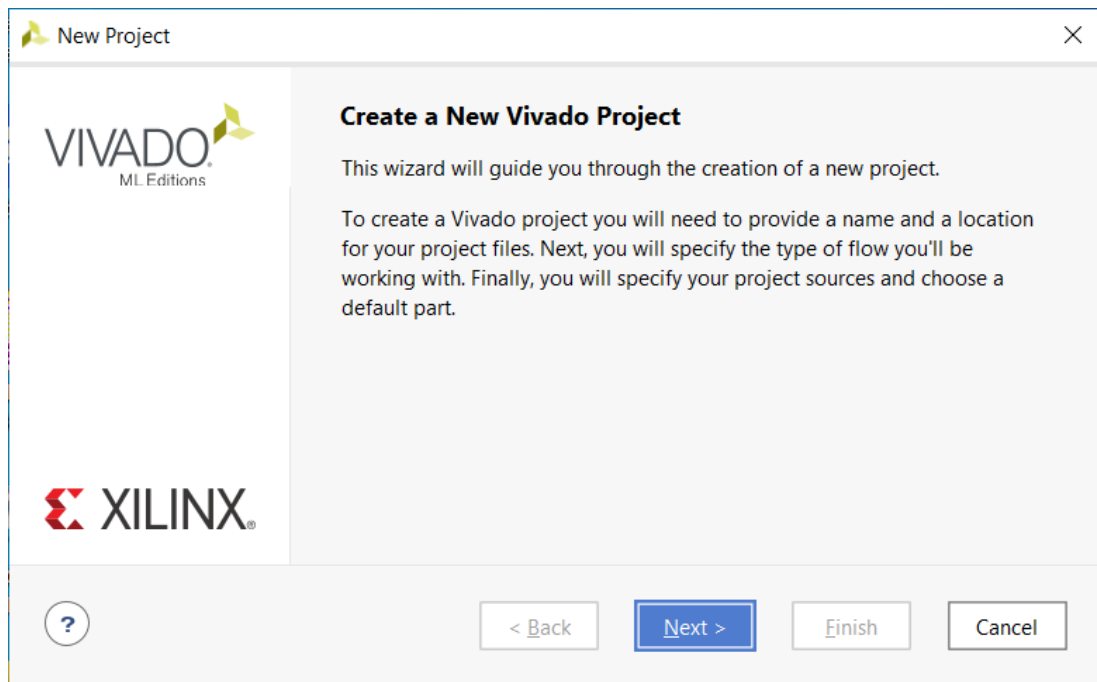 New Project
VIVADO.
ML Editions
Create a New Vivado Project
This wizard will guide you through the creation of a new project.
To create a Vivado project you will need to provide a name and a location
for your project files. Next, you will specify the type of flow you'll be
working with. Finally, you will specify your project sources and choose a
default part.
XILINX®
?
< Back
Next >
Finish
Cancel